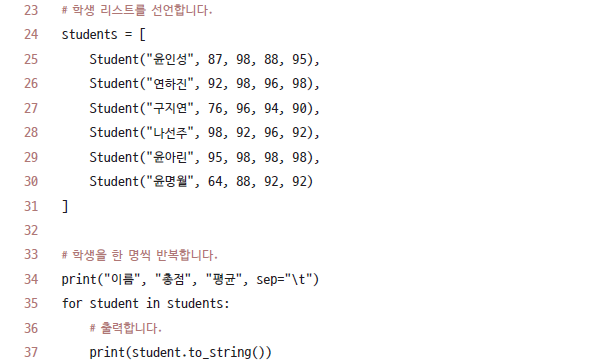 23 # 학생 리스트를 선언합니다.
24 students = [
25     Student("윤인성", 87, 98, 88, 95),
26     Student("연하진", 92, 98, 96, 98),
27     Student("구지연", 76, 96, 94, 90),
28     Student("나선주", 98, 92, 96, 92),
29     Student("윤아린", 95, 98, 98, 98),
30     Student("윤명월", 64, 88, 92, 92)
31 ]
32
33 # 학생을 한 명씩 반복합니다.
34 print("이름", "총점", "평균", sep="\t")
35 for student in students:
36     # 출력합니다.
37     print(student.to_string())